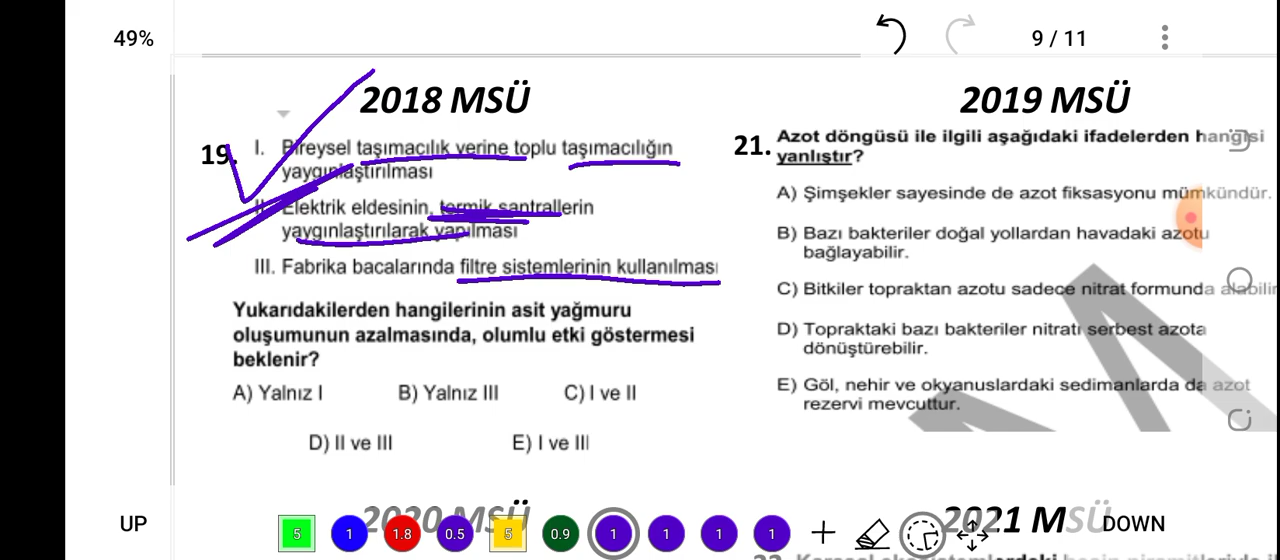 49%
9 / 11
2018 MSÜ
19.
I. Bireysel taşımacılık yerine toplu taşımacılığın
yaygınlaştırılması
II. Elektrik eldesinin, termik santrallerin
yaygınlaştırılarak yapılması
III. Fabrika bacalarında filtre sistemlerinin kullanılması
Yukarıdakilerden hangilerinin asit yağmuru
oluşumunun azalmasında, olumlu etki göstermesi
beklenir?
A) Yalnız I B) Yalnız III C) I ve II
D) II ve III E) I ve III
2019 MSÜ
21. Azot döngüsü ile ilgili aşağıdaki ifadelerden hangisi
yanlıştır?
A) Şimşekler sayesinde de azot fiksasyonu mümkündür.
B) Bazı bakteriler doğal yollardan havadaki azotu
bağlayabilir.
C) Bitkiler topraktan azotu sadece nitrat formunda alabilir
D) Topraktaki bazı bakteriler nitratı serbest azota
dönüştürebilir.
E) Göl, nehir ve okyanuslardaki sedimanlarda da azot
rezervi mevcuttur.
2020 MSÜ
2021 MSÜ
UP
5 1 1.8 0.5 5 0.9 1 1 1 1
DOWN